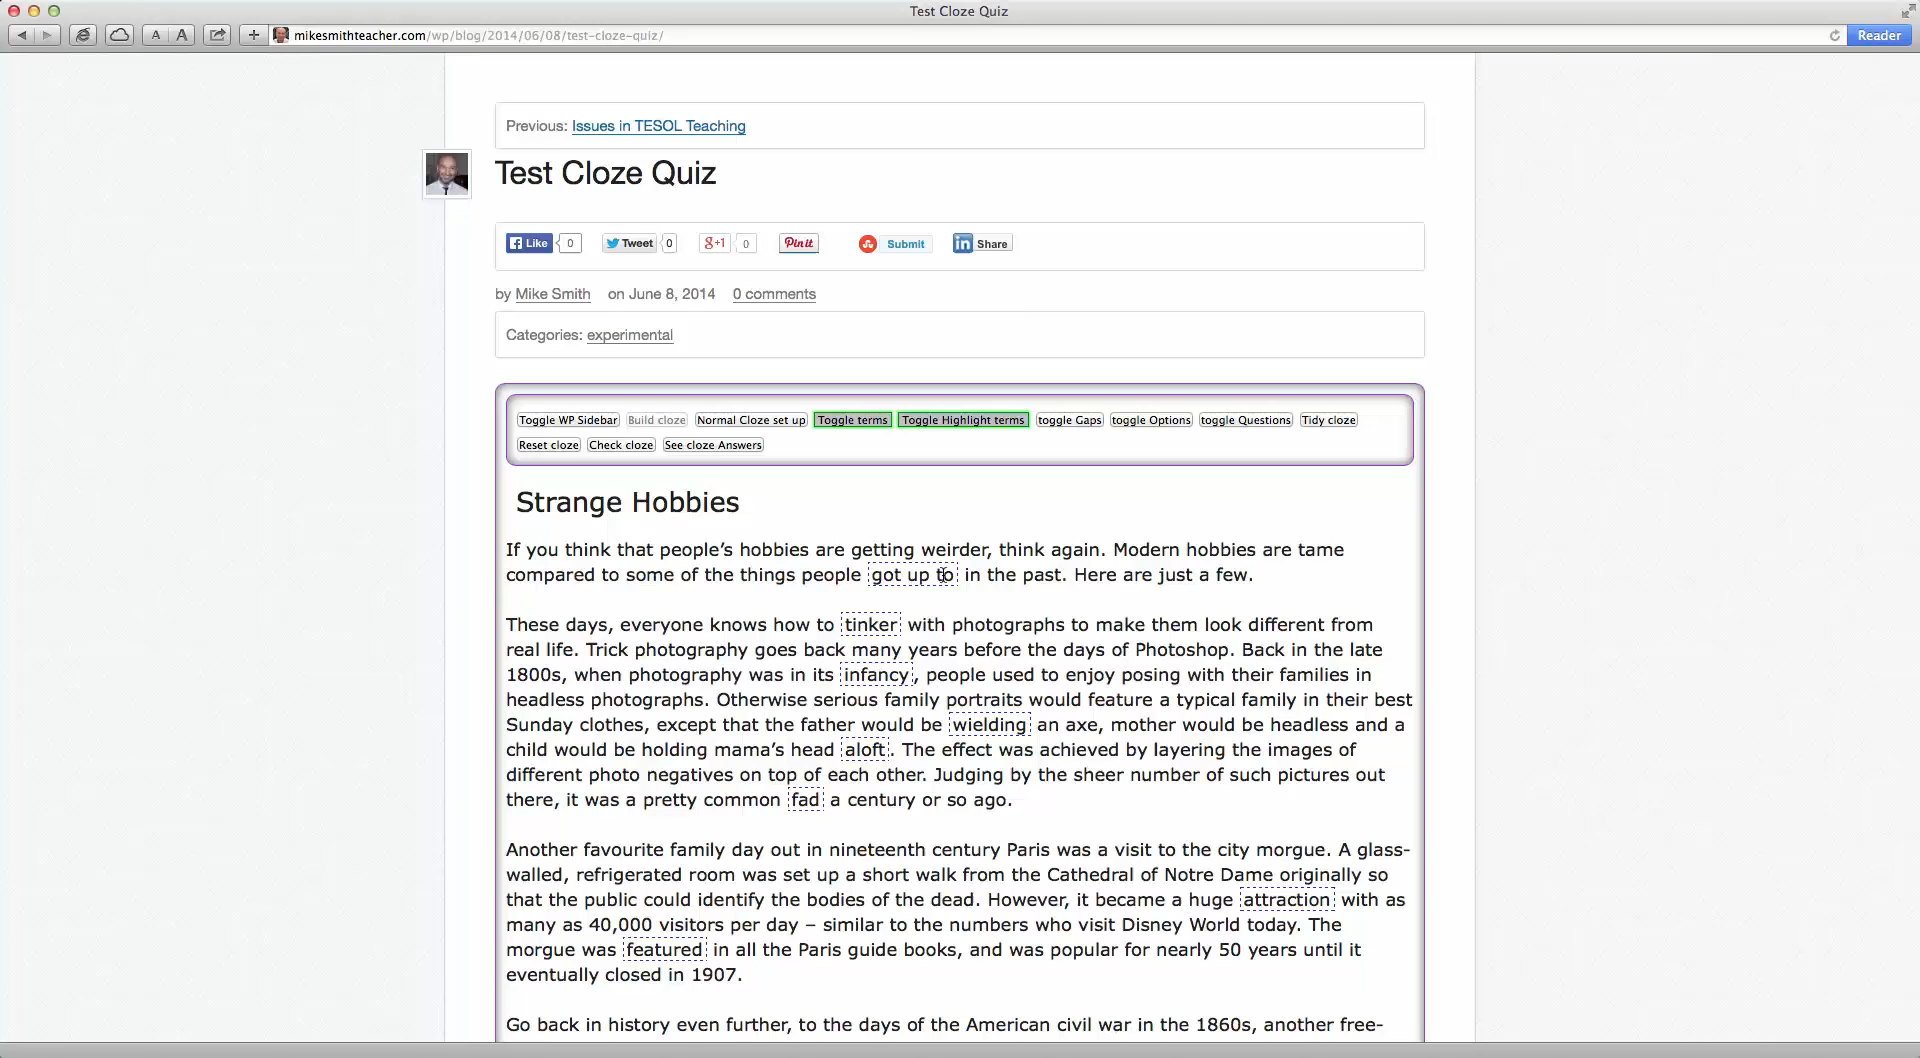 Test Cloze Quiz
A A + mikesmithteacher.com/wp/blog/2014/06/08/test-cloze-quiz/ Reader
Previous: Issues in TESOL Teaching
Test Cloze Quiz
Like 0 Tweet 0 g+1 0 Pin it Submit in Share
by Mike Smith on June 8, 2014 0 comments
Categories: experimental
Toggle WP Sidebar Build cloze Normal Cloze set up Toggle terms Toggle Highlight terms toggle Gaps toggle Options toggle Questions Tidy cloze
Reset cloze Check cloze See cloze Answers
Strange Hobbies
If you think that people's hobbies are getting weirder, think again. Modern hobbies are tame
compared to some of the things people got up to in the past. Here are just a few.
These days, everyone knows how to tinker with photographs to make them look different from
real life. Trick photography goes back many years before the days of Photoshop. Back in the late
1800s, when photography was in its infancy, people used to enjoy posing with their families in
headless photographs. Otherwise serious family portraits would feature a typical family in their best
Sunday clothes, except that the father would be wielding an axe, mother would be headless and a
child would be holding mama's head aloft. The effect was achieved by layering the images of
different photo negatives on top of each other. Judging by the sheer number of such pictures out
there, it was a pretty common fad a century or so ago.
Another favourite family day out in nineteenth century Paris was a visit to the city morgue. A glass-
walled, refrigerated room was set up a short walk from the Cathedral of Notre Dame originally so
that the public could identify the bodies of the dead. However, it became a huge attraction with as
many as 40,000 visitors per day – similar to the numbers who visit Disney World today. The
morgue was featured in all the Paris guide books, and was popular for nearly 50 years until it
eventually closed in 1907.
Go back in history even further, to the days of the American civil war in the 1860s, another free-